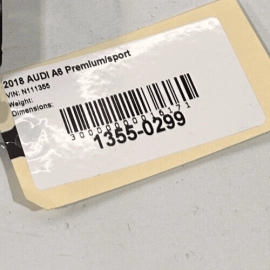 2018 AUDI A6 Premium/sport
VIN: N111355
Weight:
Dimensions:
1355-0299